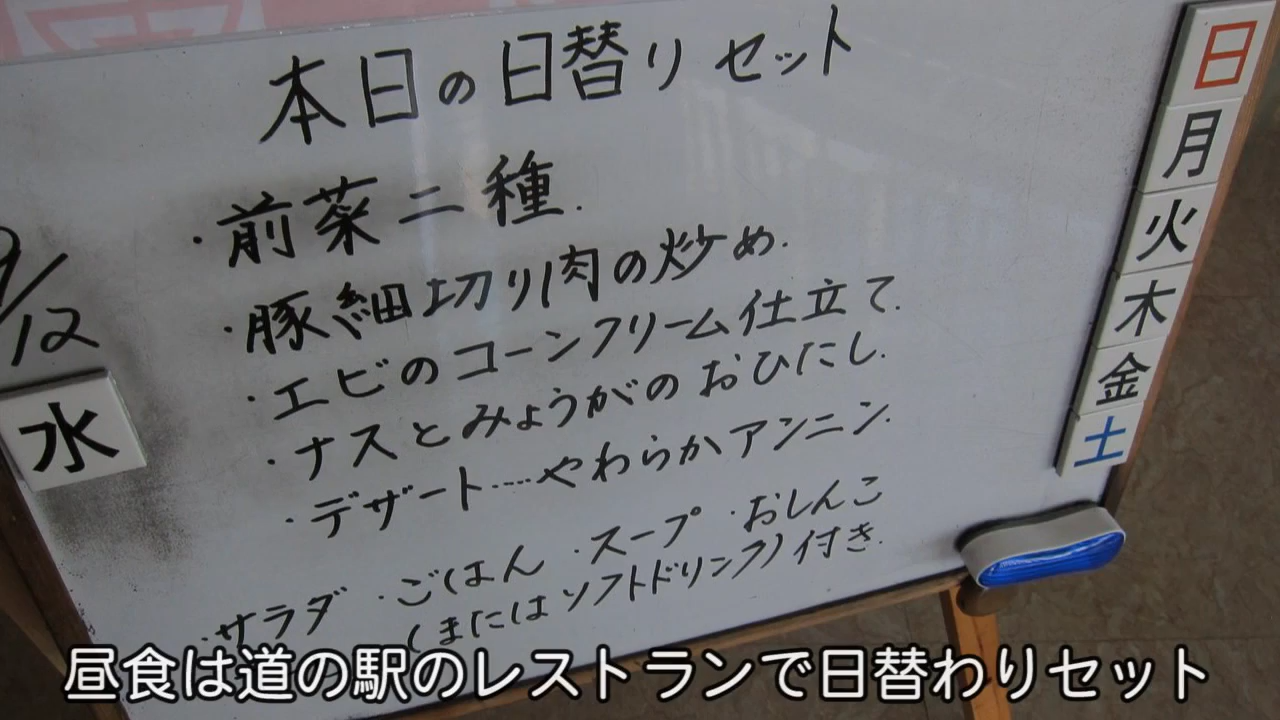 本日の日替り セット
・前菜二種.
・豚細切り肉の炒め.
・エビのコーンクリーム仕立て.
・ナスとみょうがのおひたし.
・デザート……やわらかアンニン.
・サラダ ・ごはん ・スープ ・おしんこ
(またはソフトドリンク)付き.
9/12
水
日
月
火
木
金
土
昼食は道の駅のレストランで日替わりセット